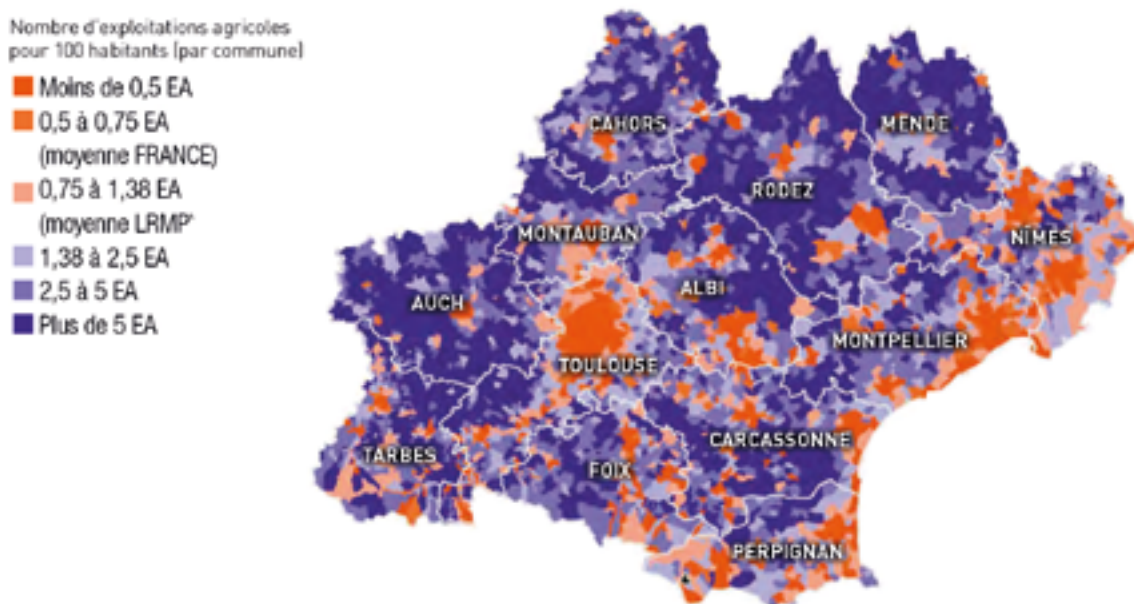 Nombre d'exploitations agricoles
pour 100 habitants (par commune)
Moins de 0,5 EA
0,5 à 0,75 EA
(moyenne FRANCE)
0,75 à 1,38 EA
(moyenne LRMP'
1,38 à 2,5 EA
2,5 à 5 EA
Plus de 5 EA
CAHORS
MENDE
RODEZ
MONTAUBAN
NÎMES
AUCH
ALBI
MONTPELLIER
TOULOUSE
CARCASSONNE
TARBES
FOIX
PERPIGNAN